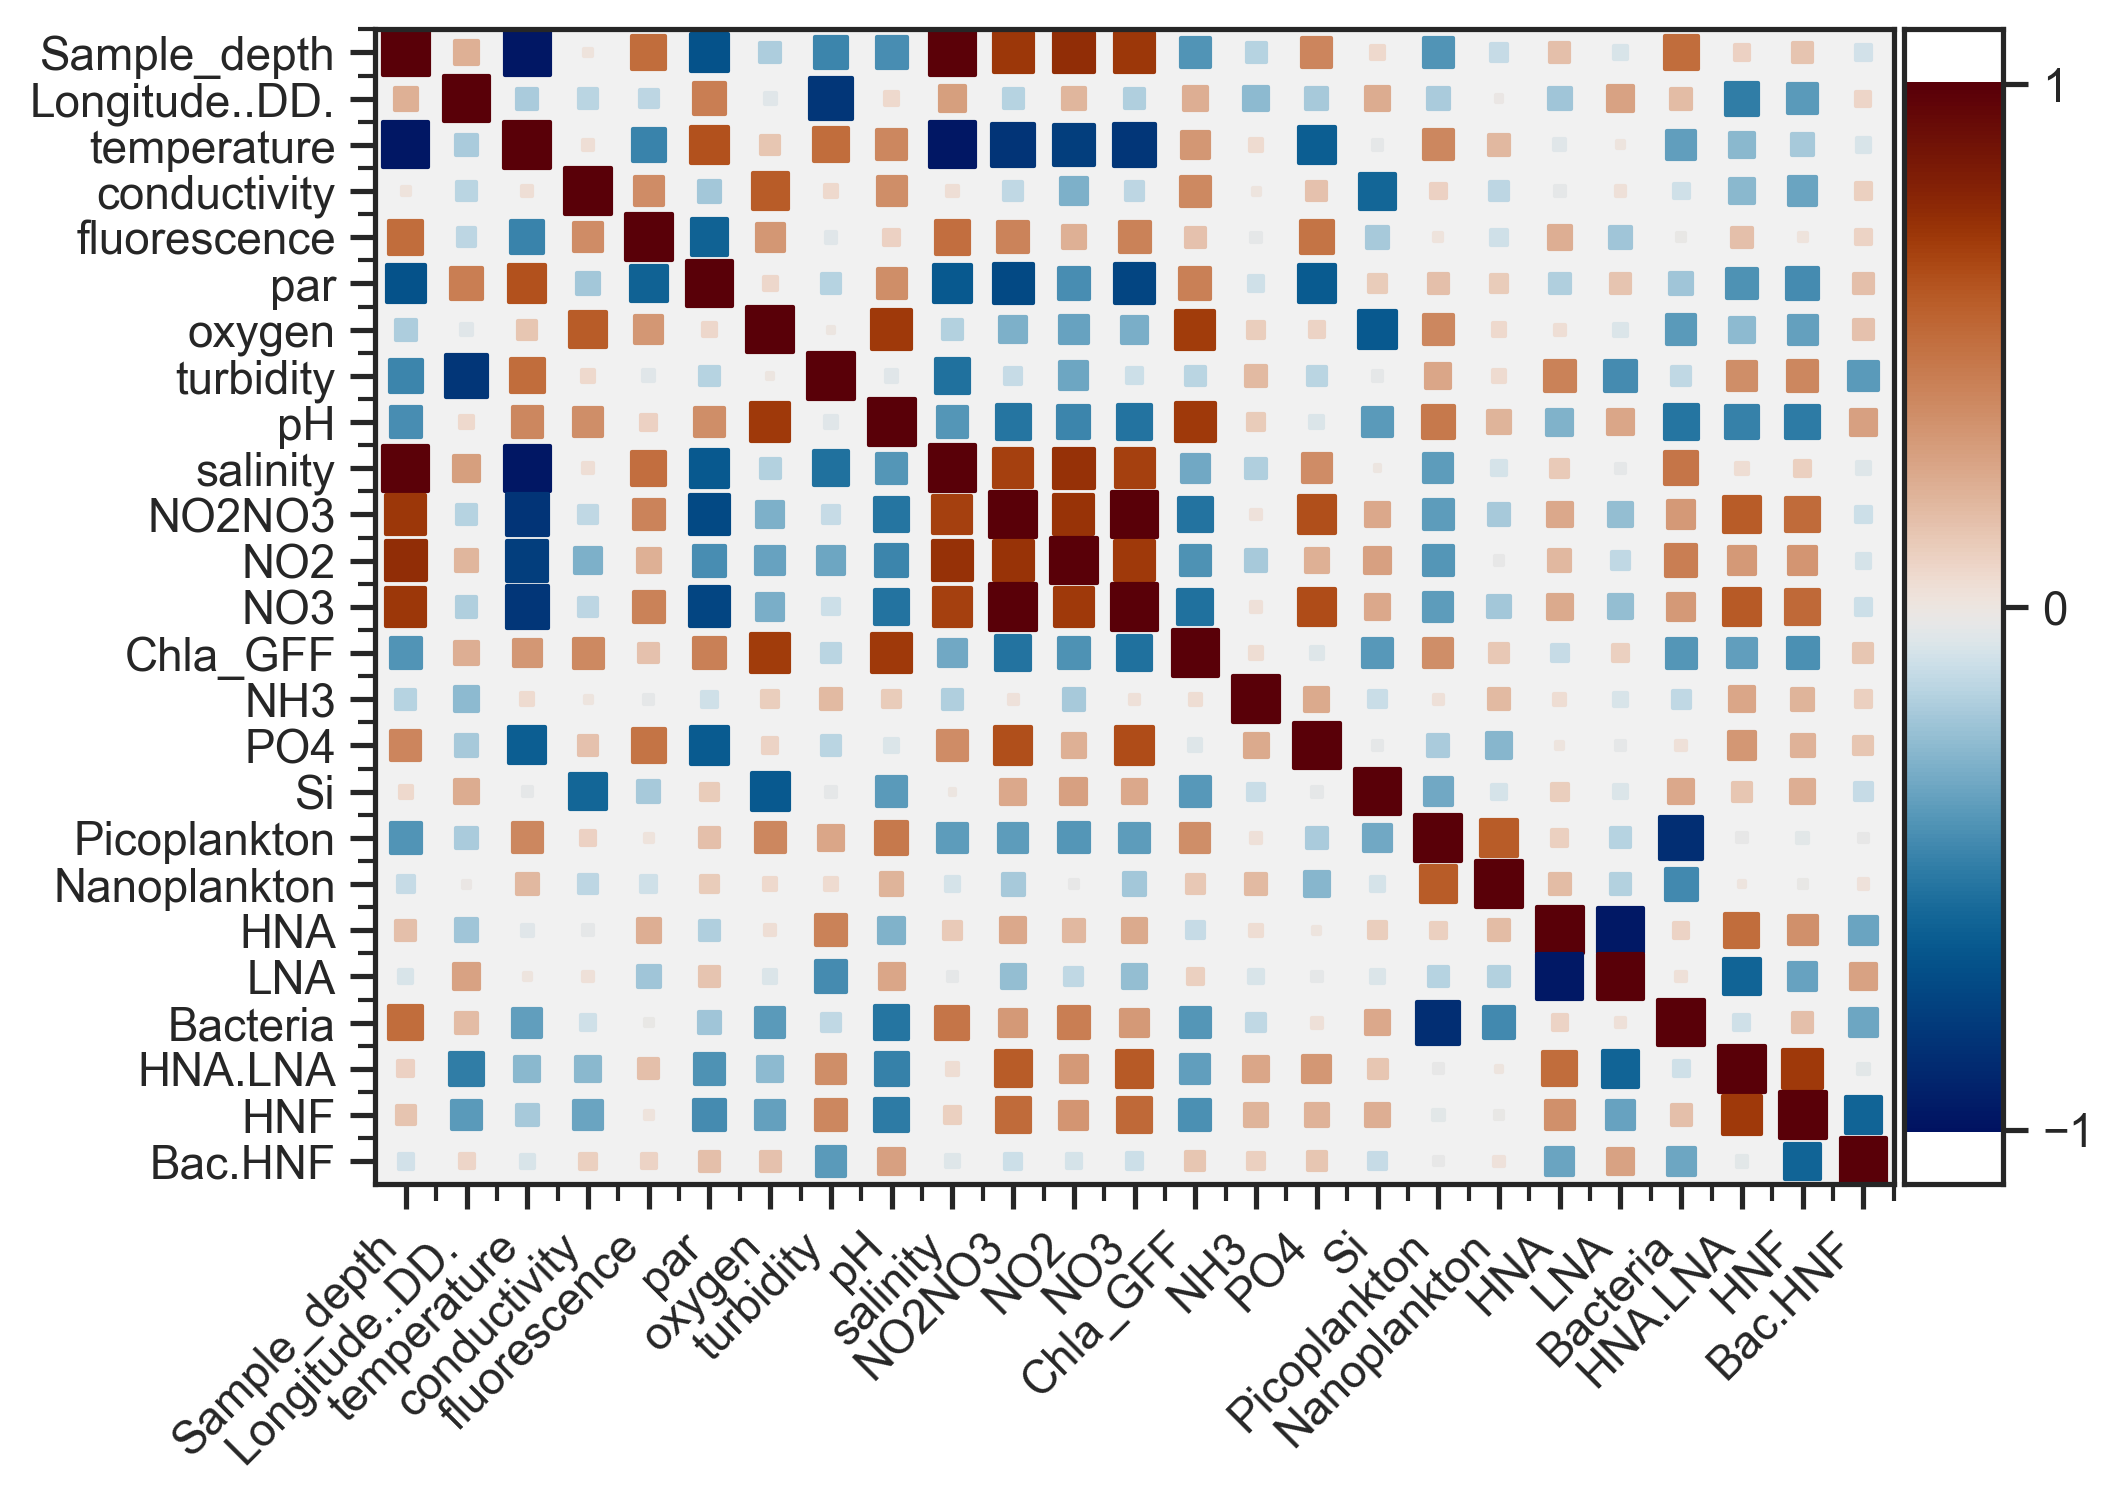 Sample_depth
Longitude..DD.
temperature
conductivity
fluorescence
par
oxygen
turbidity
pH
salinity
NO2NO3
NO2
NO3
Chla_GFF
NH3
PO4
Si
Picoplankton
Nanoplankton
HNA
LNA
Bacteria
HNA.LNA
HNF
Bac.HNF
1
0
−1
Sample_depth
Longitude..DD.
temperature
conductivity
fluorescence
par
oxygen
turbidity
pH
salinity
NO2NO3
NO2
NO3
Chla_GFF
NH3
PO4
Si
Picoplankton
Nanoplankton
HNA
LNA
Bacteria
HNA.LNA
HNF
Bac.HNF